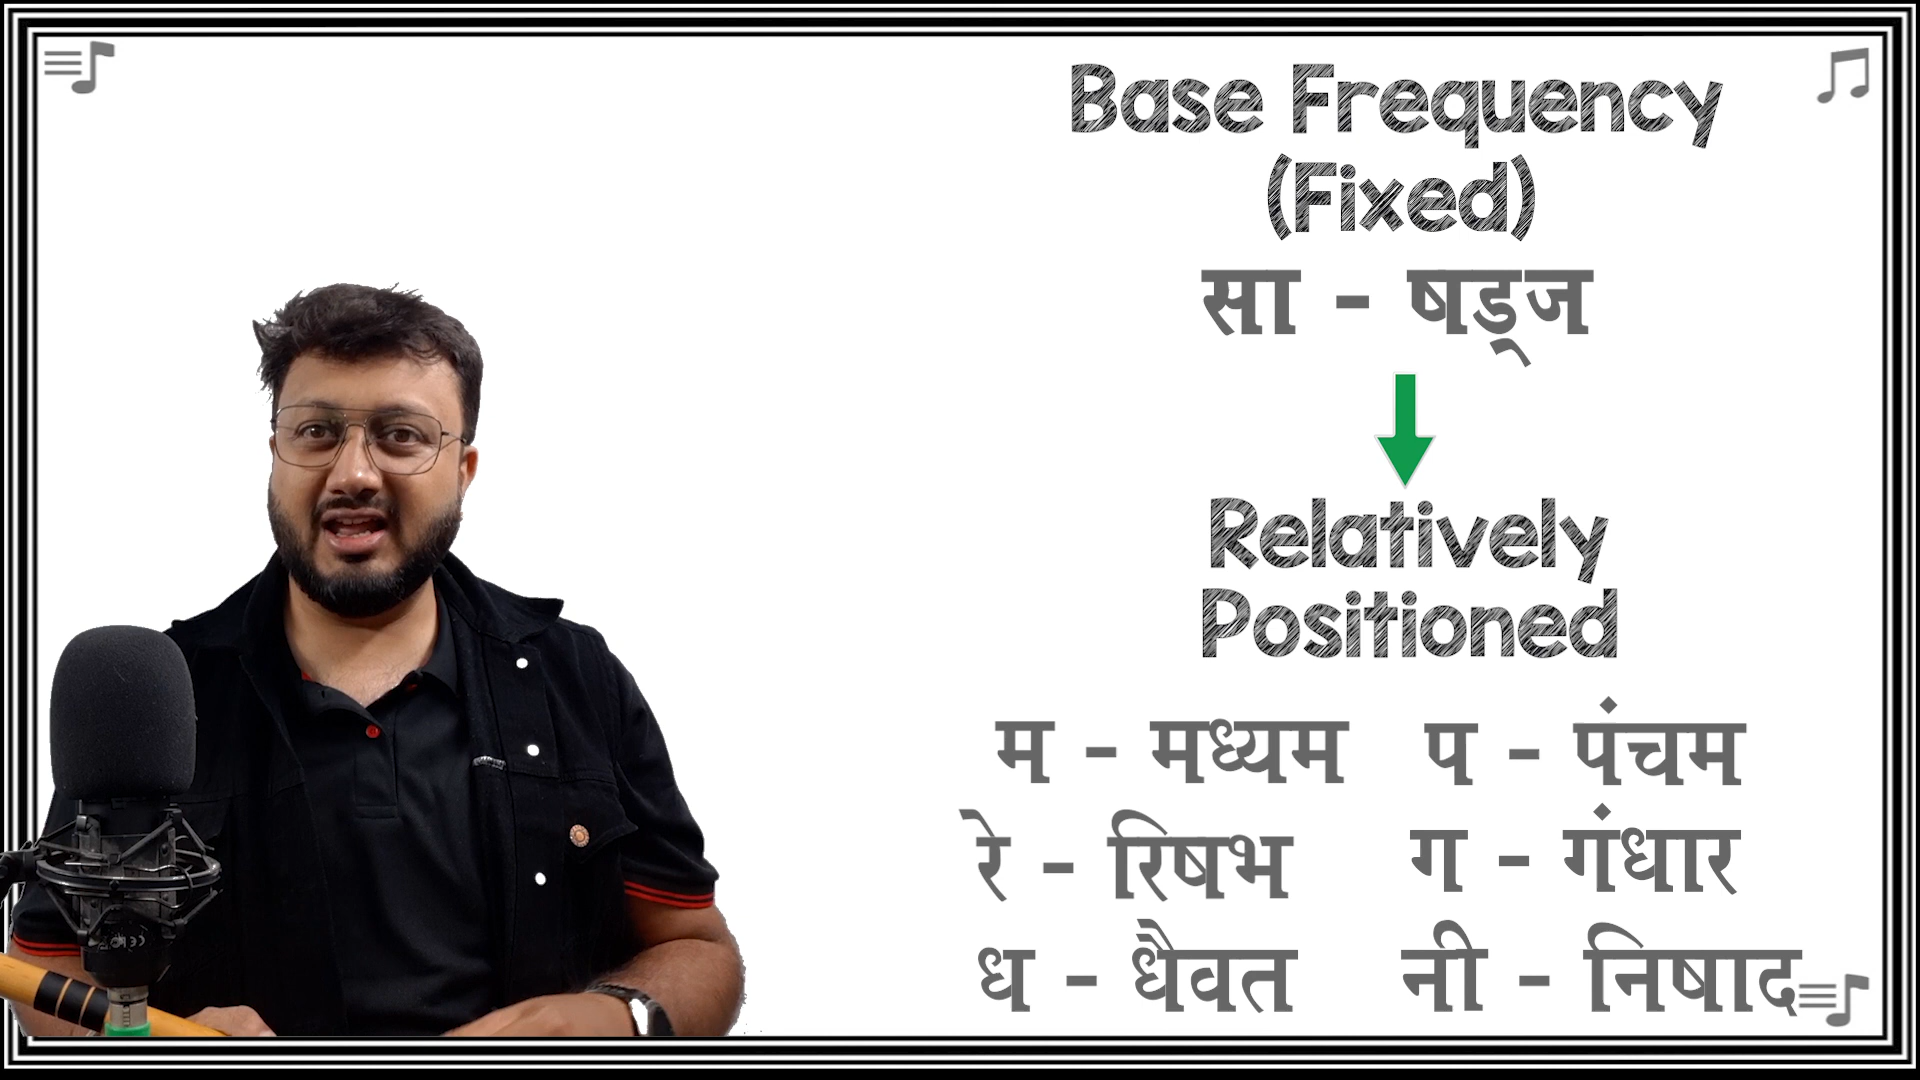 Base Frequency
(Fixed)
सा - षड्ज
Relatively
Positioned
म - मध्यम प - पंचम
रे - रिषभ ग - गंधार
ध - धैवत नी - निषाद